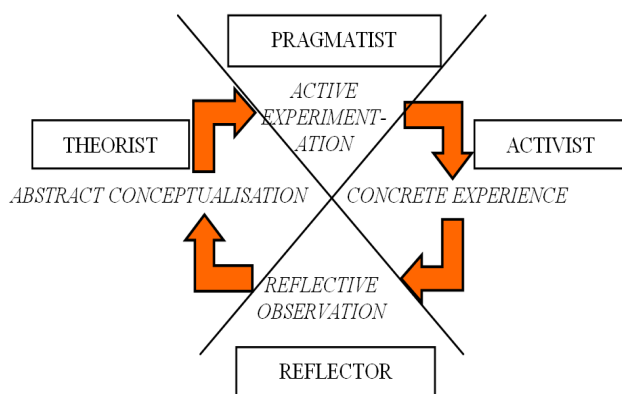 PRAGMATIST
ACTIVE
EXPERIMENT-
ATION
THEORIST
ACTIVIST
ABSTRACT CONCEPTUALISATION
CONCRETE EXPERIENCE
REFLECTIVE
OBSERVATION
REFLECTOR